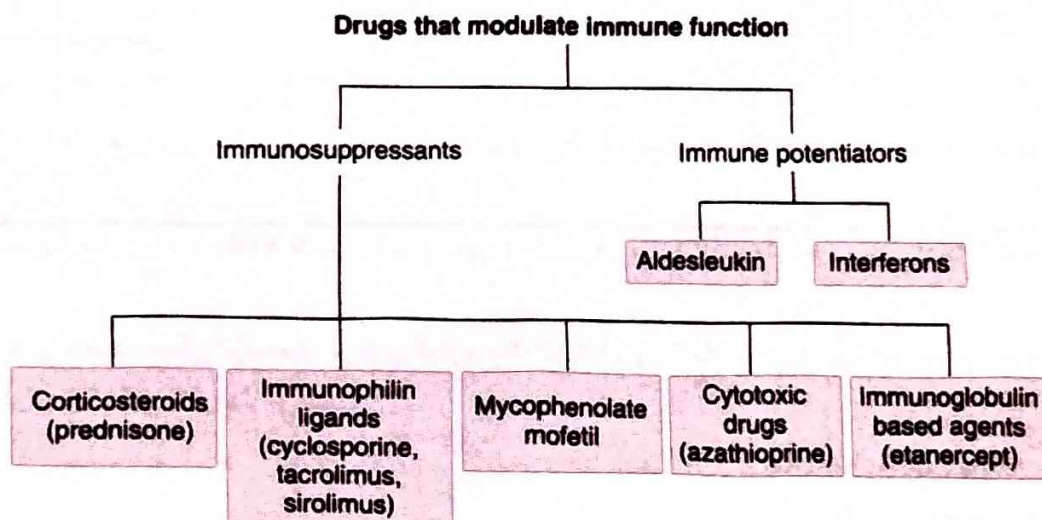 Drugs that modulate immune function
Immunosuppressants
Immune potentiators
Aldesleukin
Interferons
Corticosteroids
(prednisone)
Immunophilin
ligands
(cyclosporine,
tacrolimus,
sirolimus)
Mycophenolate
mofetil
Cytotoxic
drugs
(azathioprine)
Immunoglobulin
based agents
(etanercept)